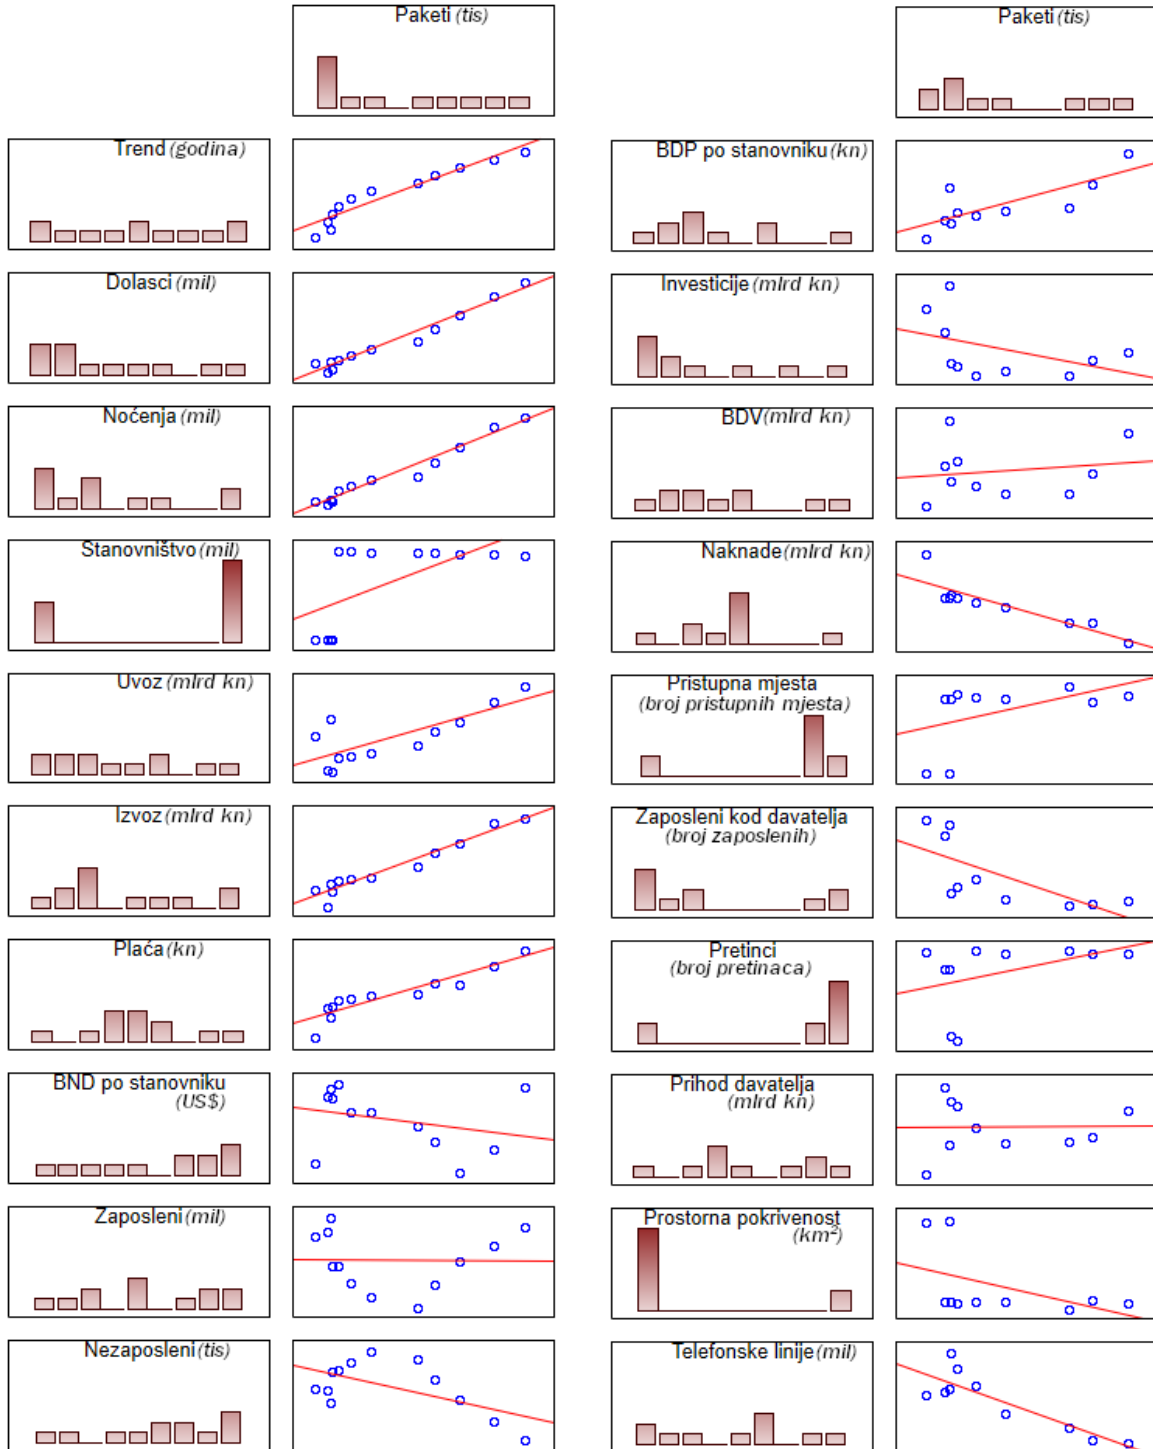 Paketi (tis)
Paketi (tis)
Trend (godina)
BDP po stanovniku (kn)
Dolasci (mil)
Investicije (mlrd kn)
Noćenja (mil)
BDV (mlrd kn)
Stanovništvo (mil)
Naknade (mlrd kn)
Uvoz (mlrd kn)
Pristupna mjesta
(broj pristupnih mjesta)
Izvoz (mlrd kn)
Zaposleni kod davatelja
(broj zaposlenih)
Plaća (kn)
Pretinci
(broj pretinaca)
BND po stanovniku
(US$)
Prihod davatelja
(mlrd kn)
Zaposleni (mil)
Prostorna pokrivenost
(km²)
Nezaposleni (tis)
Telefonske linije (mil)